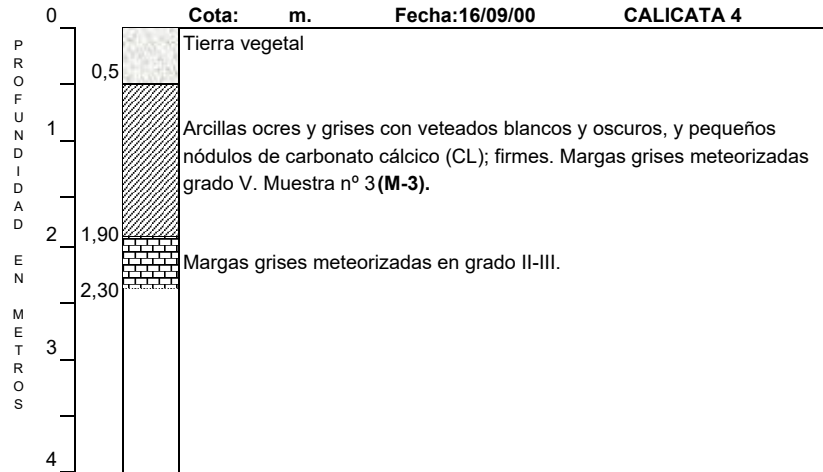 Cota: m. Fecha:16/09/00 CALICATA 4
PROFUNDIDAD EN METROS
0
Tierra vegetal
0,5
1
Arcillas ocres y grises con veteados blancos y oscuros, y pequeños
nódulos de carbonato cálcico (CL); firmes. Margas grises meteorizadas
grado V. Muestra nº 3(M-3).
2
1,90
Margas grises meteorizadas en grado II-III.
2,30
3
4